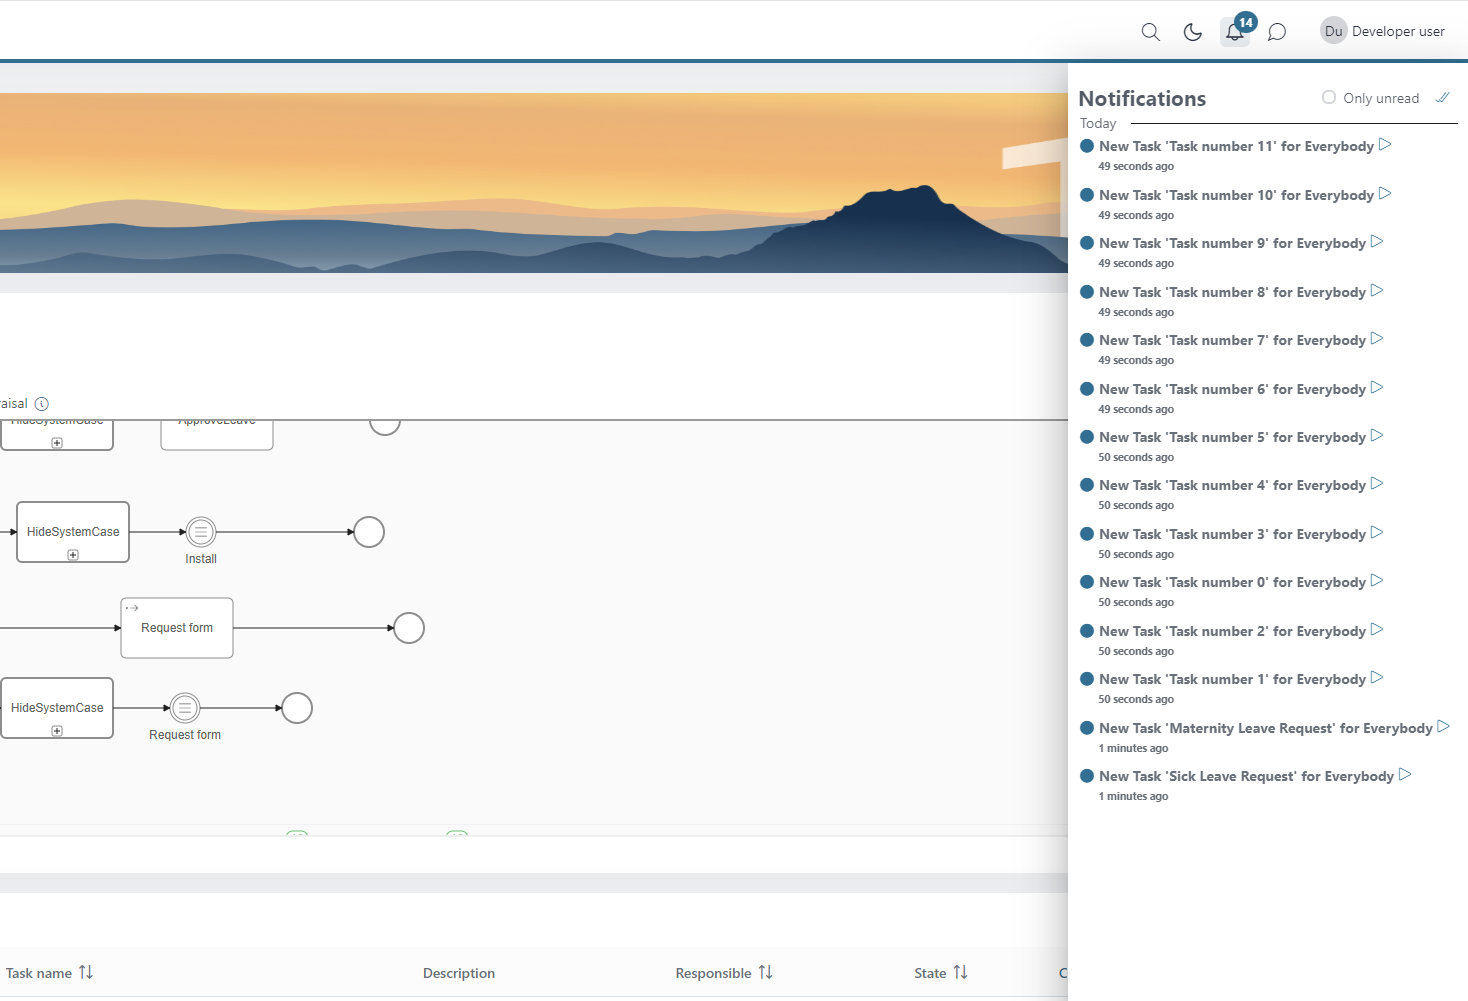 14
Du Developer user
Notifications
Only unread
Today
New Task 'Task number 11' for Everybody
49 seconds ago
New Task 'Task number 10' for Everybody
49 seconds ago
New Task 'Task number 9' for Everybody
49 seconds ago
New Task 'Task number 8' for Everybody
49 seconds ago
New Task 'Task number 7' for Everybody
49 seconds ago
New Task 'Task number 6' for Everybody
49 seconds ago
New Task 'Task number 5' for Everybody
50 seconds ago
New Task 'Task number 4' for Everybody
50 seconds ago
New Task 'Task number 3' for Everybody
50 seconds ago
New Task 'Task number 0' for Everybody
50 seconds ago
New Task 'Task number 2' for Everybody
50 seconds ago
New Task 'Task number 1' for Everybody
50 seconds ago
New Task 'Maternity Leave Request' for Everybody
1 minutes ago
New Task 'Sick Leave Request' for Everybody
1 minutes ago
raisal
HideSystemCase
ApproveLeave
HideSystemCase
Install
Request form
HideSystemCase
Request form
Task name
Description
Responsible
State